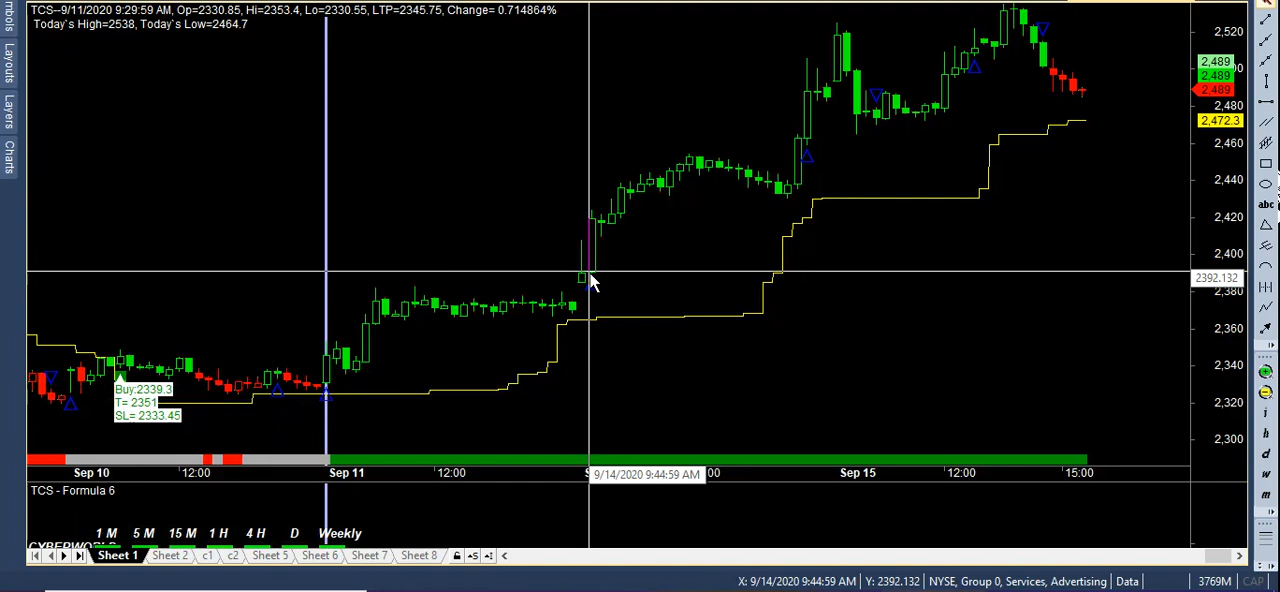 TCS--9/11/2020 9:29:59 AM, Op=2330.85, Hi=2353.4, Lo=2330.55, LTP=2345.75, Change= 0.714864%
Today`s High=2538, Today`s Low=2464.7
Layouts
Layers
Charts
2,520
2,489
2,489
2,489
2,480
2,472.3
2,460
2,440
2,420
2,400
2392.132
2,380
2,360
2,340
2,320
2,300
abc
i
h
d
w
m
Buy:2339.3
T= 2351
SL= 2333.45
Sep 10
12:00
Sep 11
12:00
9/14/2020 9:44:59 AM
:00
Sep 15
12:00
15:00
TCS - Formula 6
1 M 5 M 15 M 1 H 4 H D Weekly
Sheet 1 Sheet 2 c1 c2 Sheet 5 Sheet 6 Sheet 7 Sheet 8
X: 9/14/2020 9:44:59 AM Y: 2392.132 NYSE, Group 0, Services, Advertising Data 3769M CAP